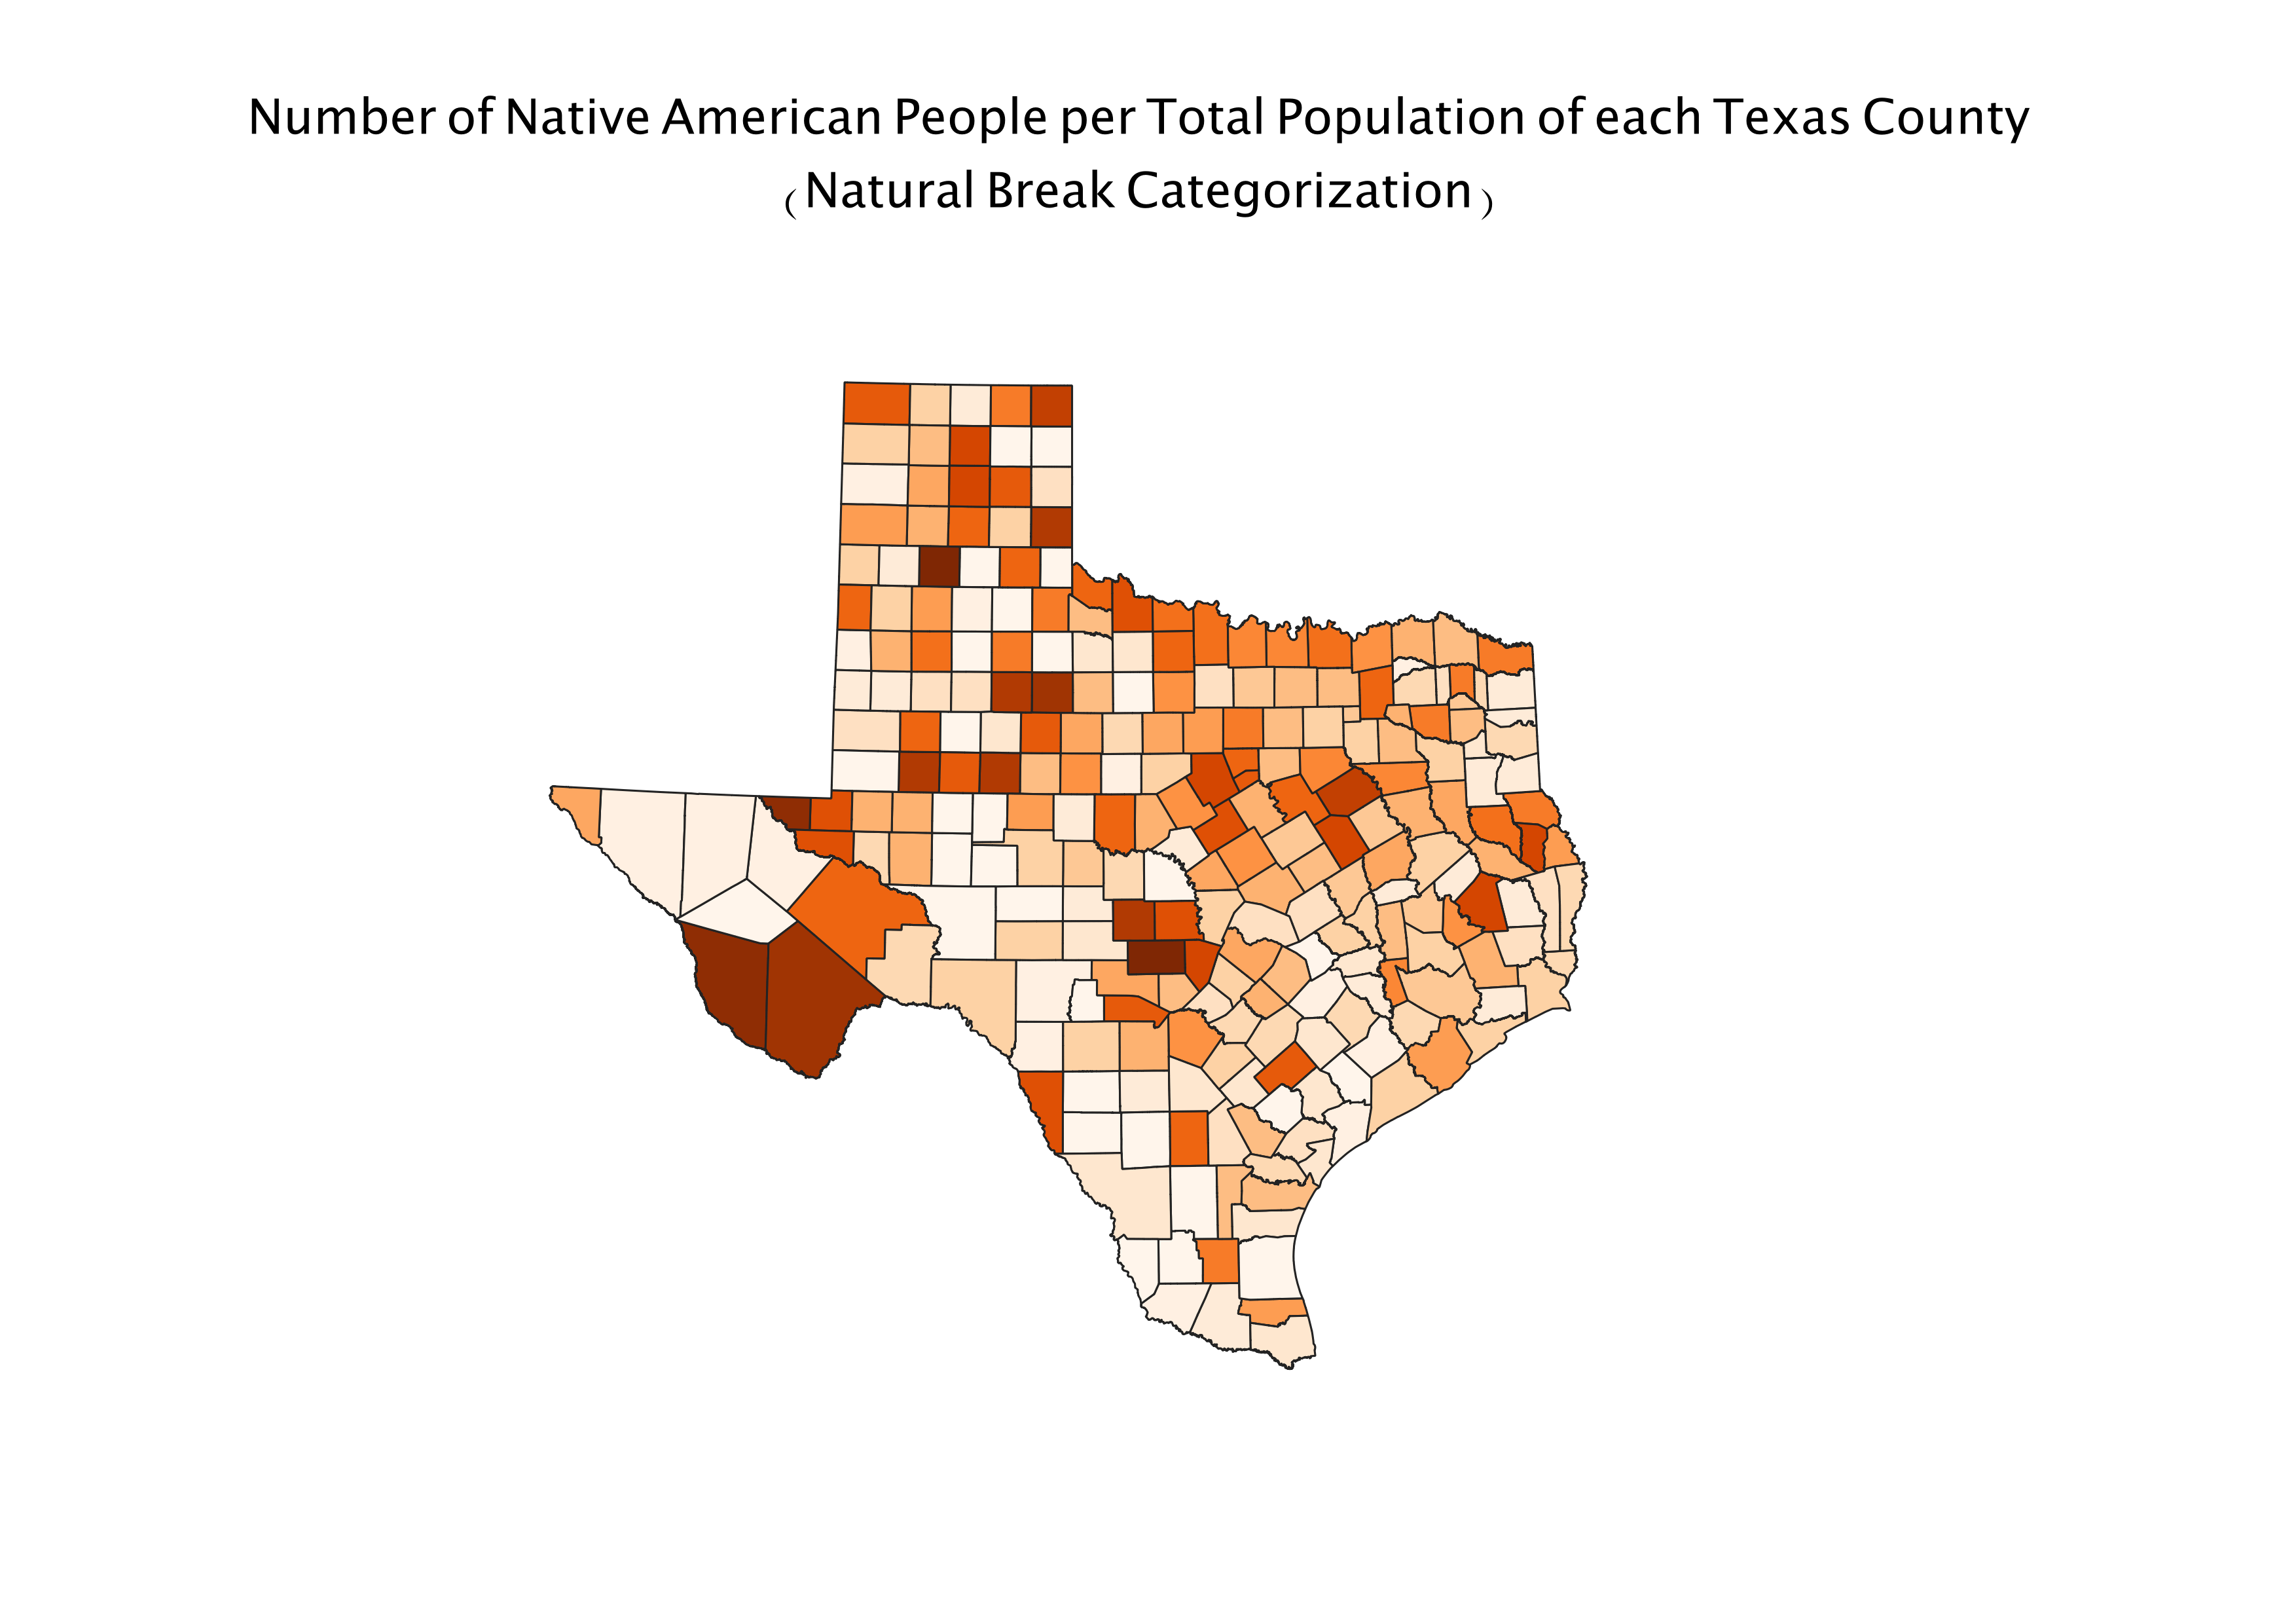 Number of Native American People per Total Population of each Texas County
( Natural Break Categorization )